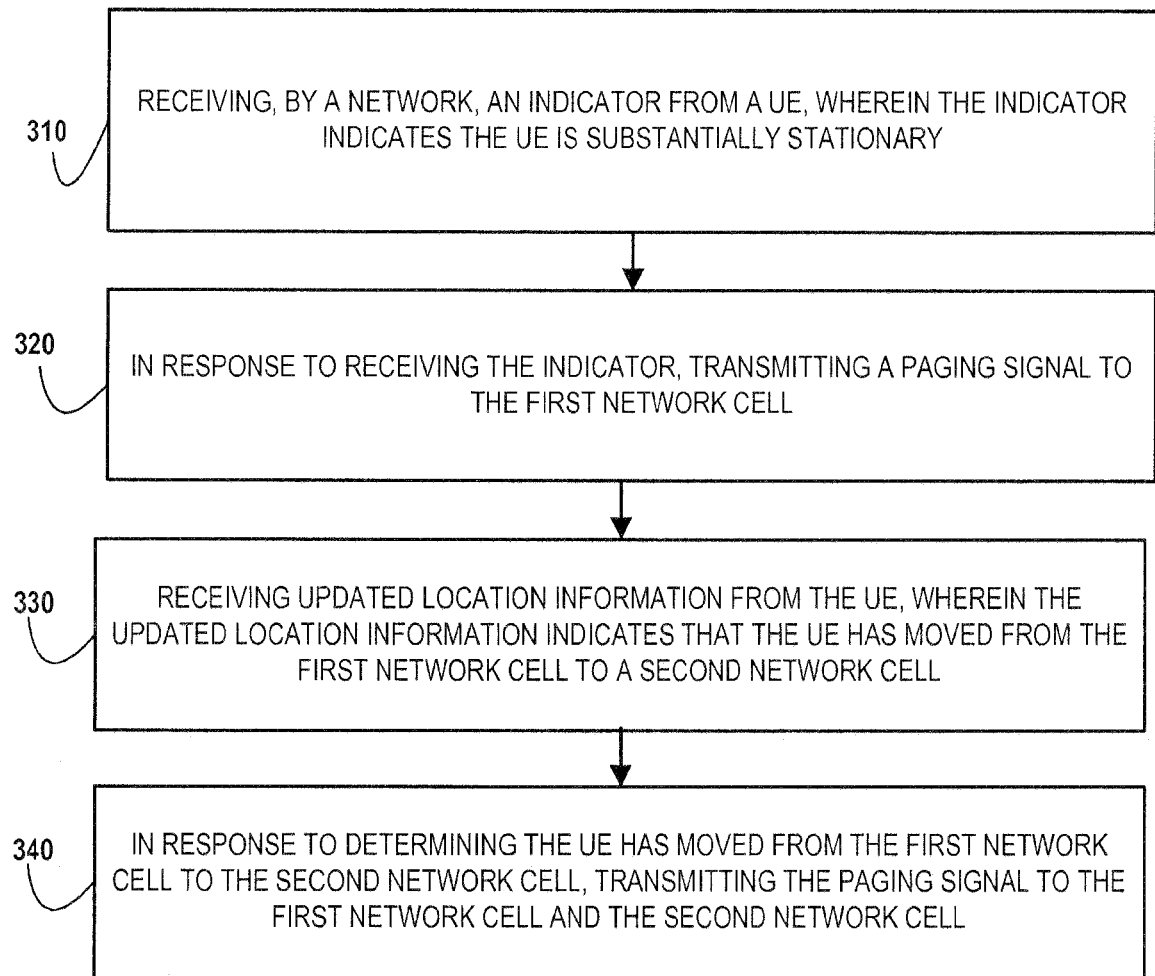 310
RECEIVING, BY A NETWORK, AN INDICATOR FROM A UE, WHEREIN THE INDICATOR
INDICATES THE UE IS SUBSTANTIALLY STATIONARY
320
IN RESPONSE TO RECEIVING THE INDICATOR, TRANSMITTING A PAGING SIGNAL TO
THE FIRST NETWORK CELL
330
RECEIVING UPDATED LOCATION INFORMATION FROM THE UE, WHEREIN THE
UPDATED LOCATION INFORMATION INDICATES THAT THE UE HAS MOVED FROM THE
FIRST NETWORK CELL TO A SECOND NETWORK CELL
340
IN RESPONSE TO DETERMINING THE UE HAS MOVED FROM THE FIRST NETWORK
CELL TO THE SECOND NETWORK CELL, TRANSMITTING THE PAGING SIGNAL TO THE
FIRST NETWORK CELL AND THE SECOND NETWORK CELL